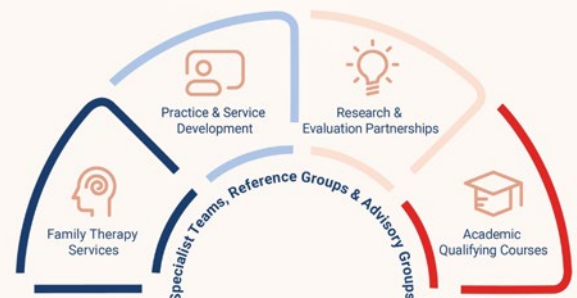 Practice & Service
Development
Research &
Evaluation Partnerships
Family Therapy
Services
Academic
Qualifying Courses
Specialist Teams, Reference Groups & Advisory Groups